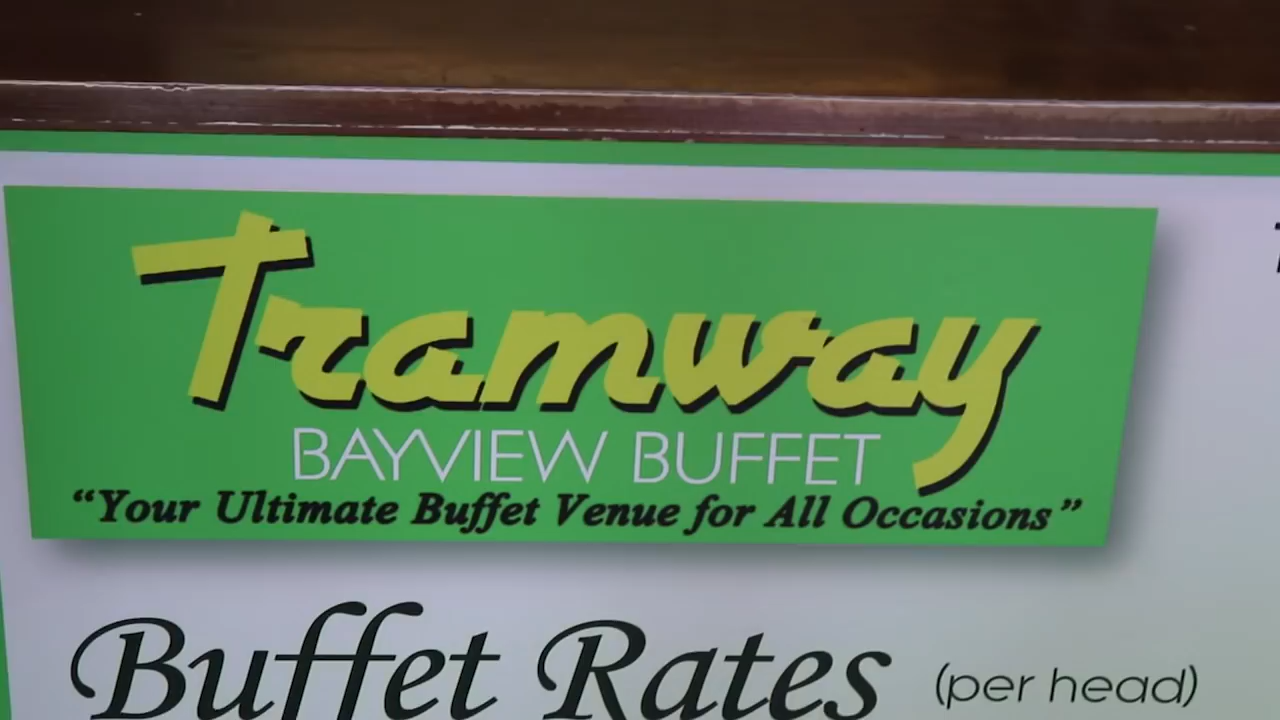 Tramway
BAYVIEW BUFFET
“Your Ultimate Buffet Venue for All Occasions”
Buffet Rates (per head)